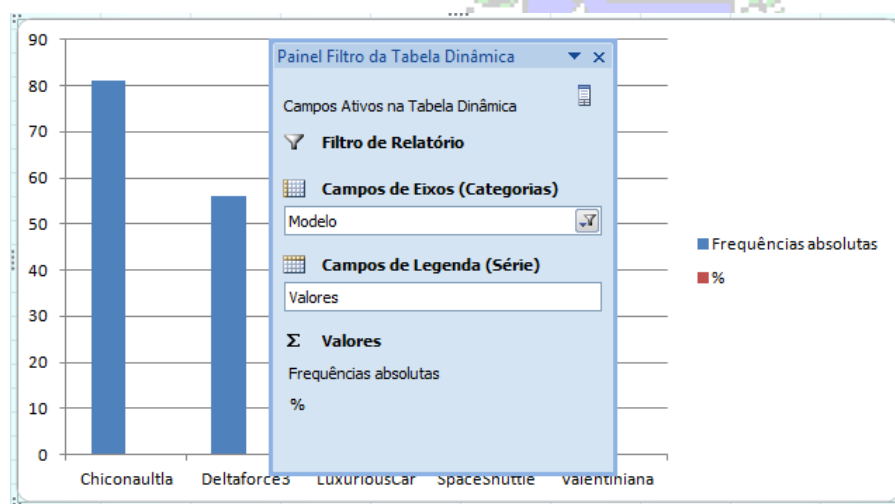 90
80
70
60
50
40
30
20
10
0
Chiconaultla
Deltaforce3
LuxuriousCar
SpaceShuttle
Valentiniana
Painel Filtro da Tabela Dinâmica
Campos Ativos na Tabela Dinâmica
Filtro de Relatório
Campos de Eixos (Categorias)
Modelo
Campos de Legenda (Série)
Valores
Σ Valores
Frequências absolutas
%
Frequências absolutas
%